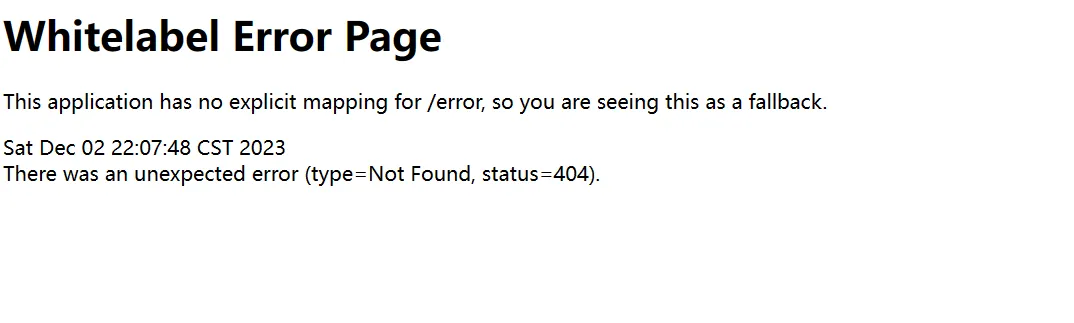 Whitelabel Error Page
This application has no explicit mapping for /error, so you are seeing this as a fallback.
Sat Dec 02 22:07:48 CST 2023
There was an unexpected error (type=Not Found, status=404).